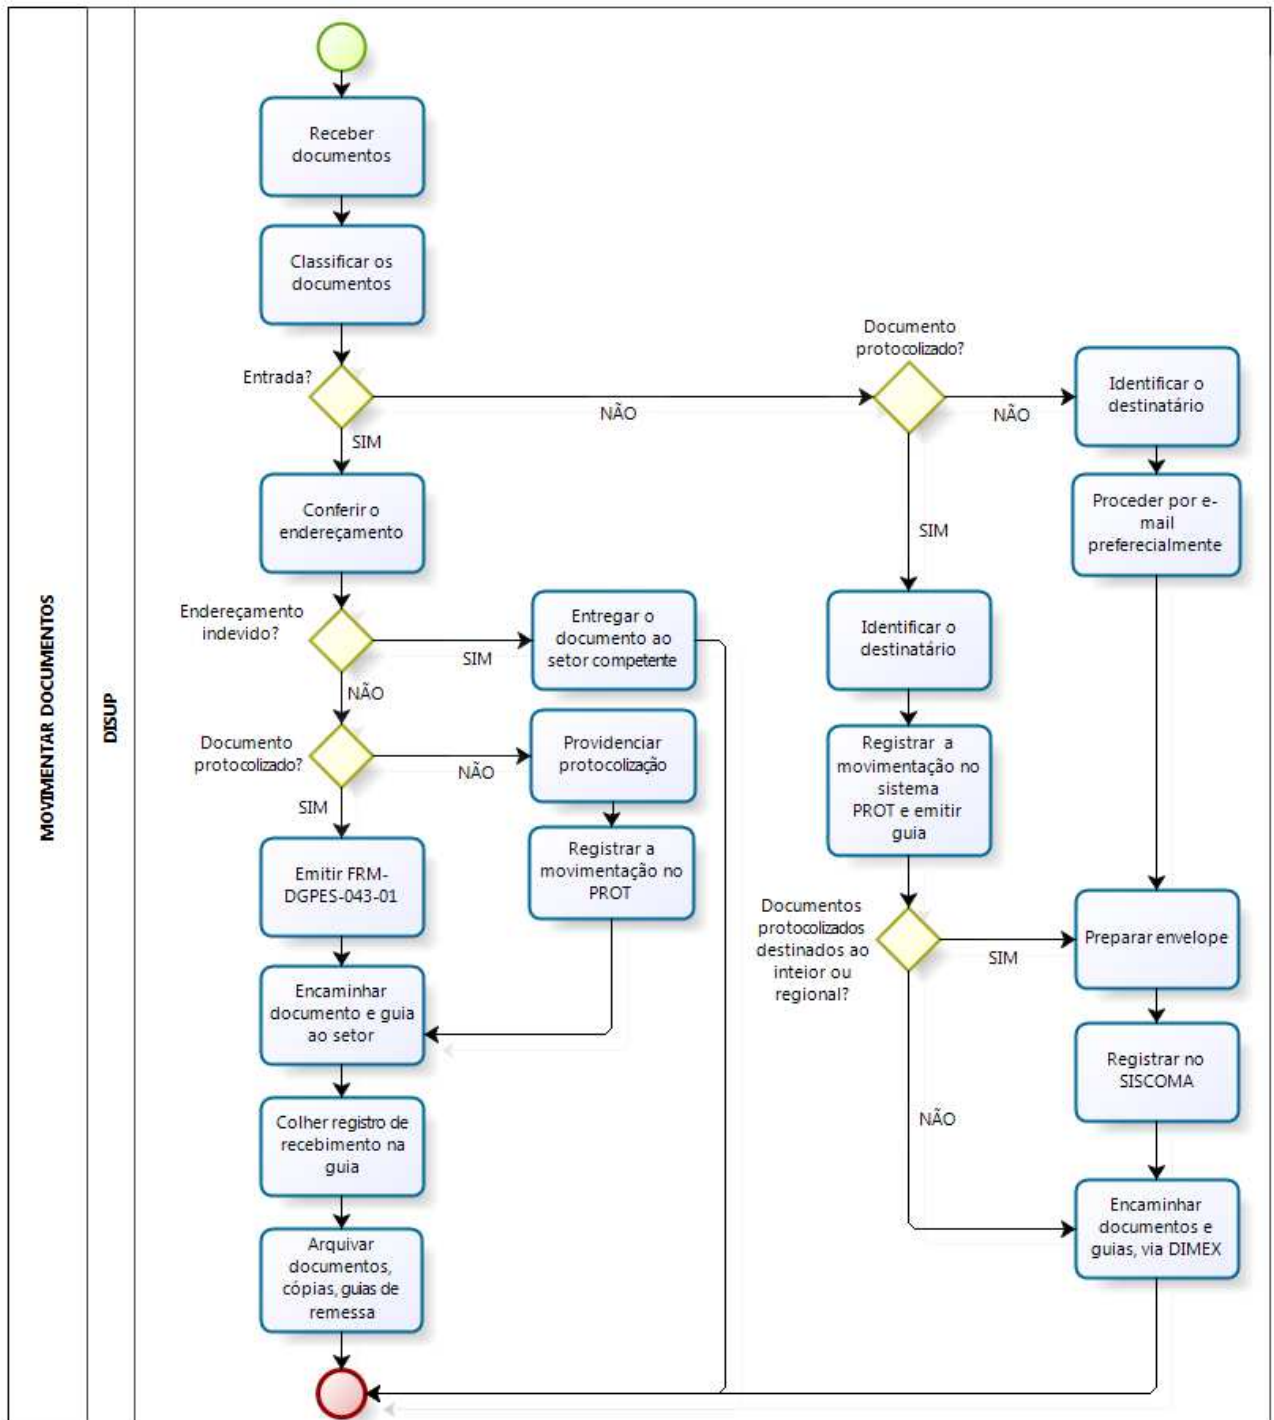 MOVIMENTAR DOCUMENTOS
DISUP
Receber
documentos
Classificar os
documentos
Entrada?
NÃO
SIM
Documento
protocolizado?
NÃO
SIM
Identificar o
destinatário
Proceder por e-
mail
preferecialmente
Conferir o
endereçamento
Endereçamento
indevido?
SIM
NÃO
Entregar o
documento ao
setor competente
Documento
protocolizado?
NÃO
SIM
Providenciar
protocolização
Registrar a
movimentação no
PROT
Emitir FRM-
DGPES-043-01
Encaminhar
documento e guia
ao setor
Colher registro de
recebimento na
guia
Arquivar
documentos,
cópias, guias de
remessa
Identificar o
destinatário
Registrar a
movimentação no
sistema
PROT e emitir
guia
Documentos
protocolizados
destinados ao
inteior ou
regional?
SIM
NÃO
Preparar envelope
Registrar no
SISCOMA
Encaminhar
documentos e
guias, via DIMEX